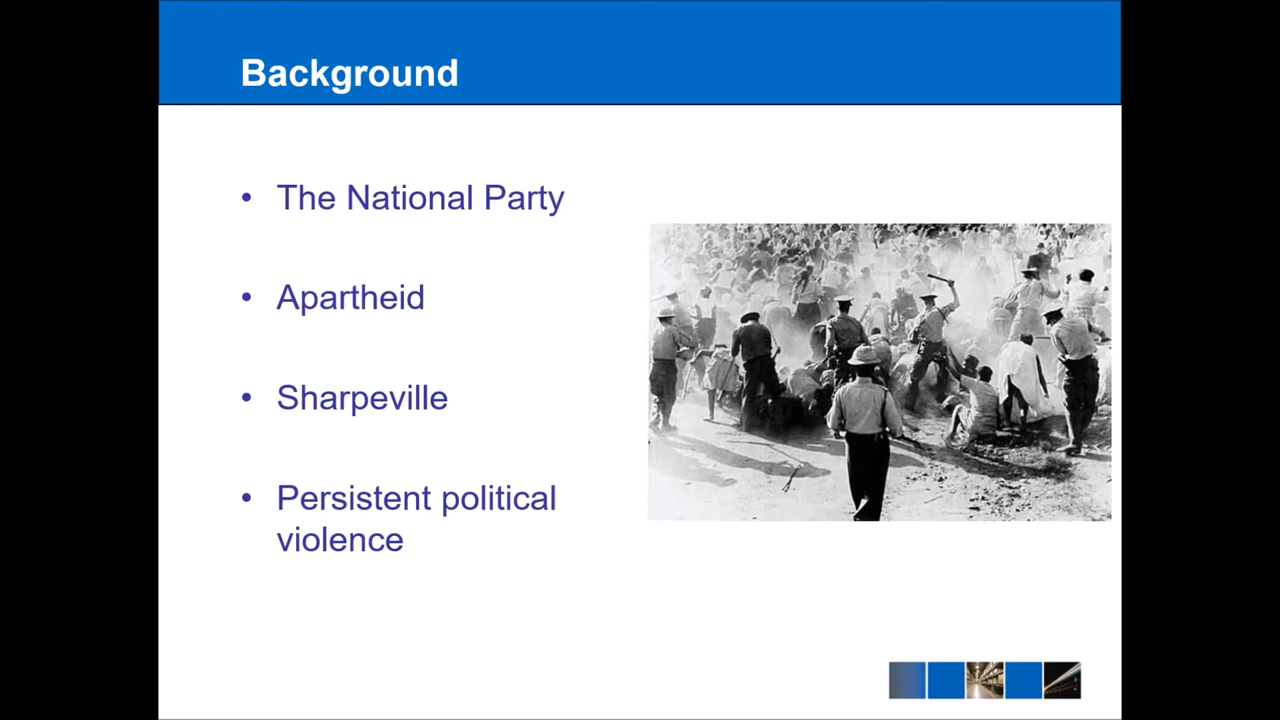 Background
• The National Party
• Apartheid
• Sharpeville
• Persistent political
violence